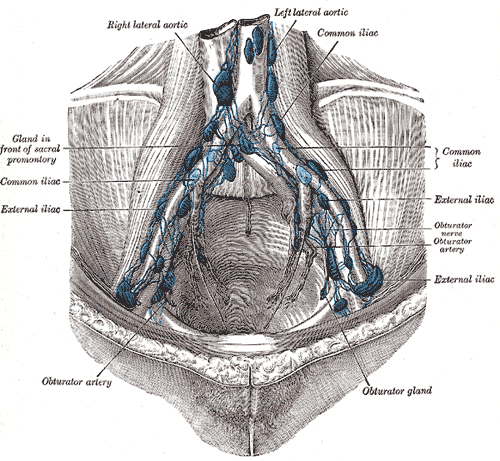 Right lateral aortic
Left lateral aortic
Common iliac
Gland in
front of sacral
promontory
Common
iliac
Common iliac
External iliac
External iliac
Obturator
nerve
Obturator
artery
External iliac
Obturator artery
Obturator gland